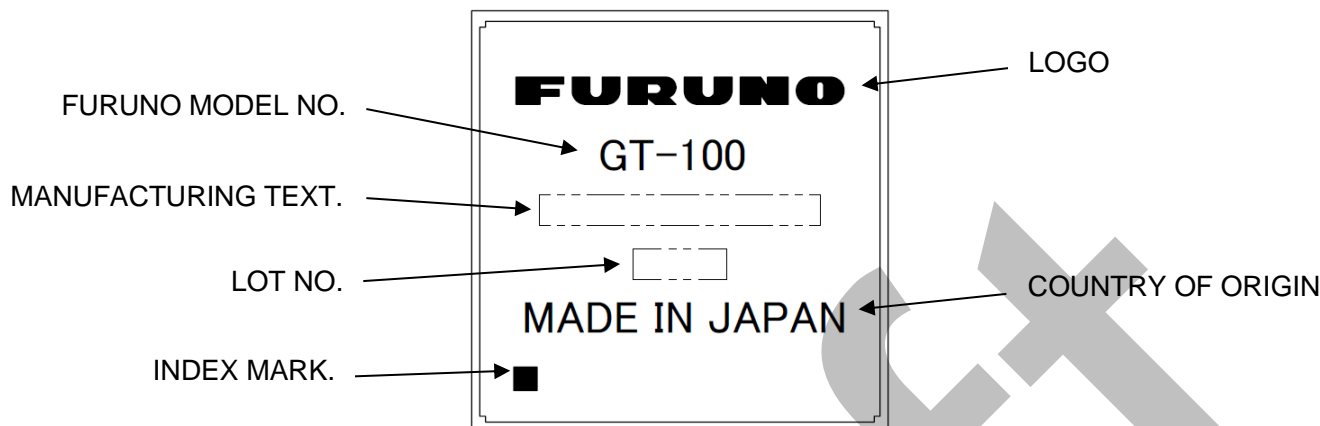 LOGO
FURUNO
FURUNO MODEL NO.
GT-100
MANUFACTURING TEXT.
LOT NO.
COUNTRY OF ORIGIN
MADE IN JAPAN
INDEX MARK.